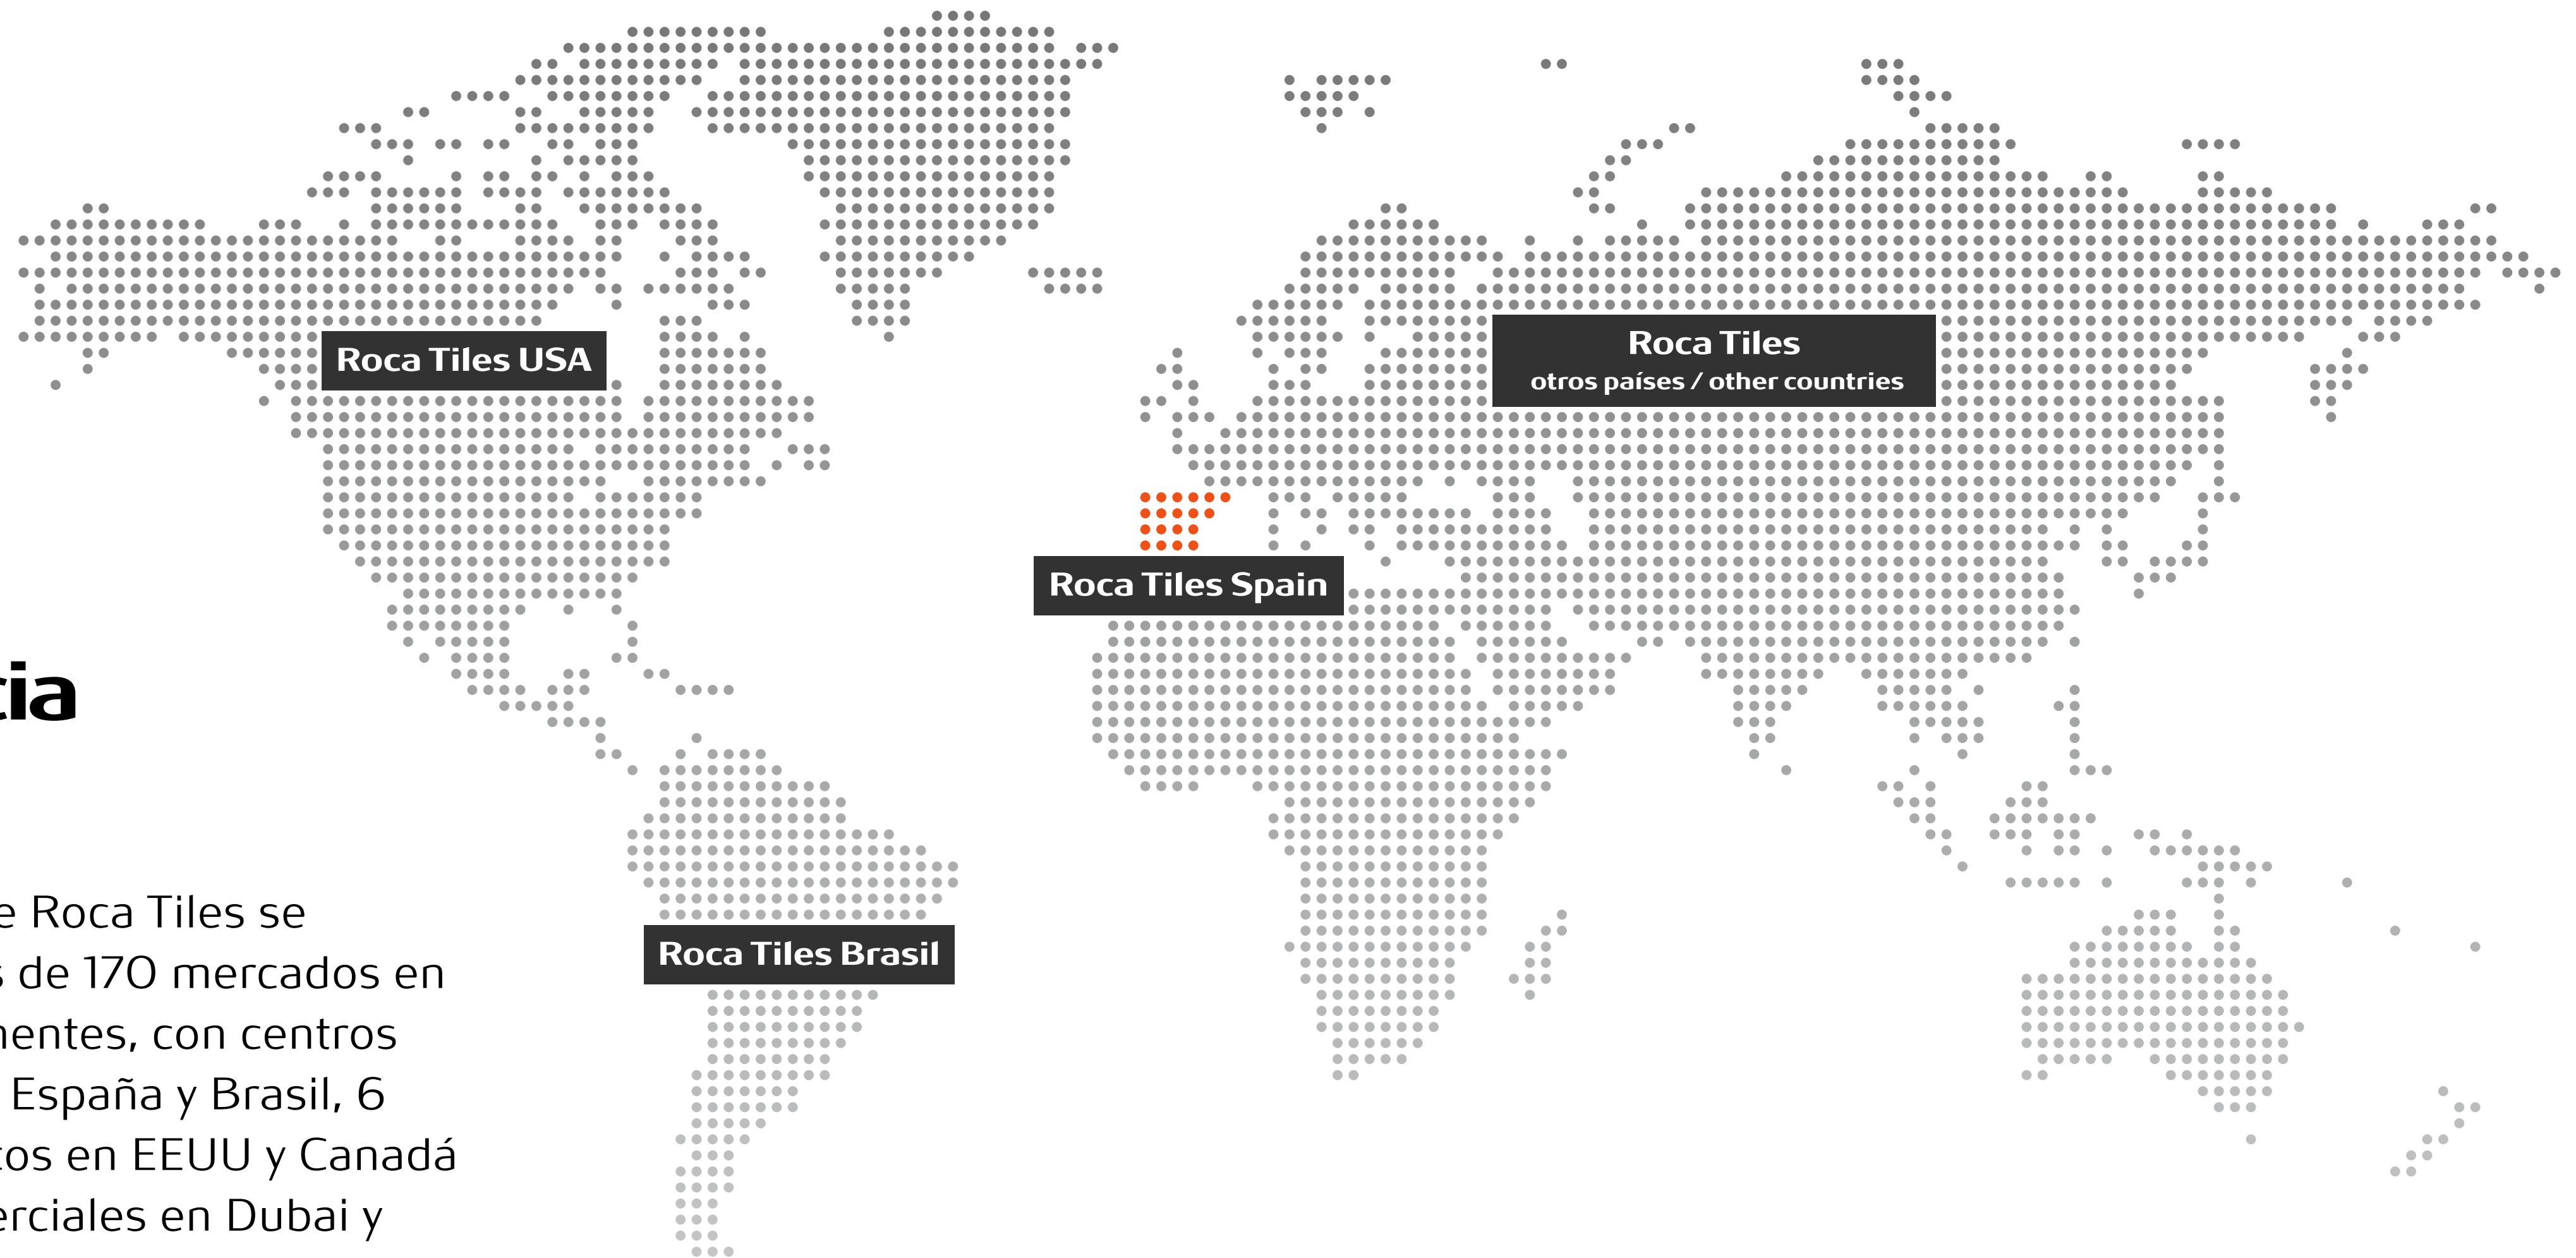 Roca Tiles USA
Roca Tiles
otros países / other countries
Roca Tiles Spain
Roca Tiles Brasil
cia
e Roca Tiles se
s de 170 mercados en
nentes, con centros
España y Brasil, 6
cos en EEUU y Canadá
erciales en Dubai y